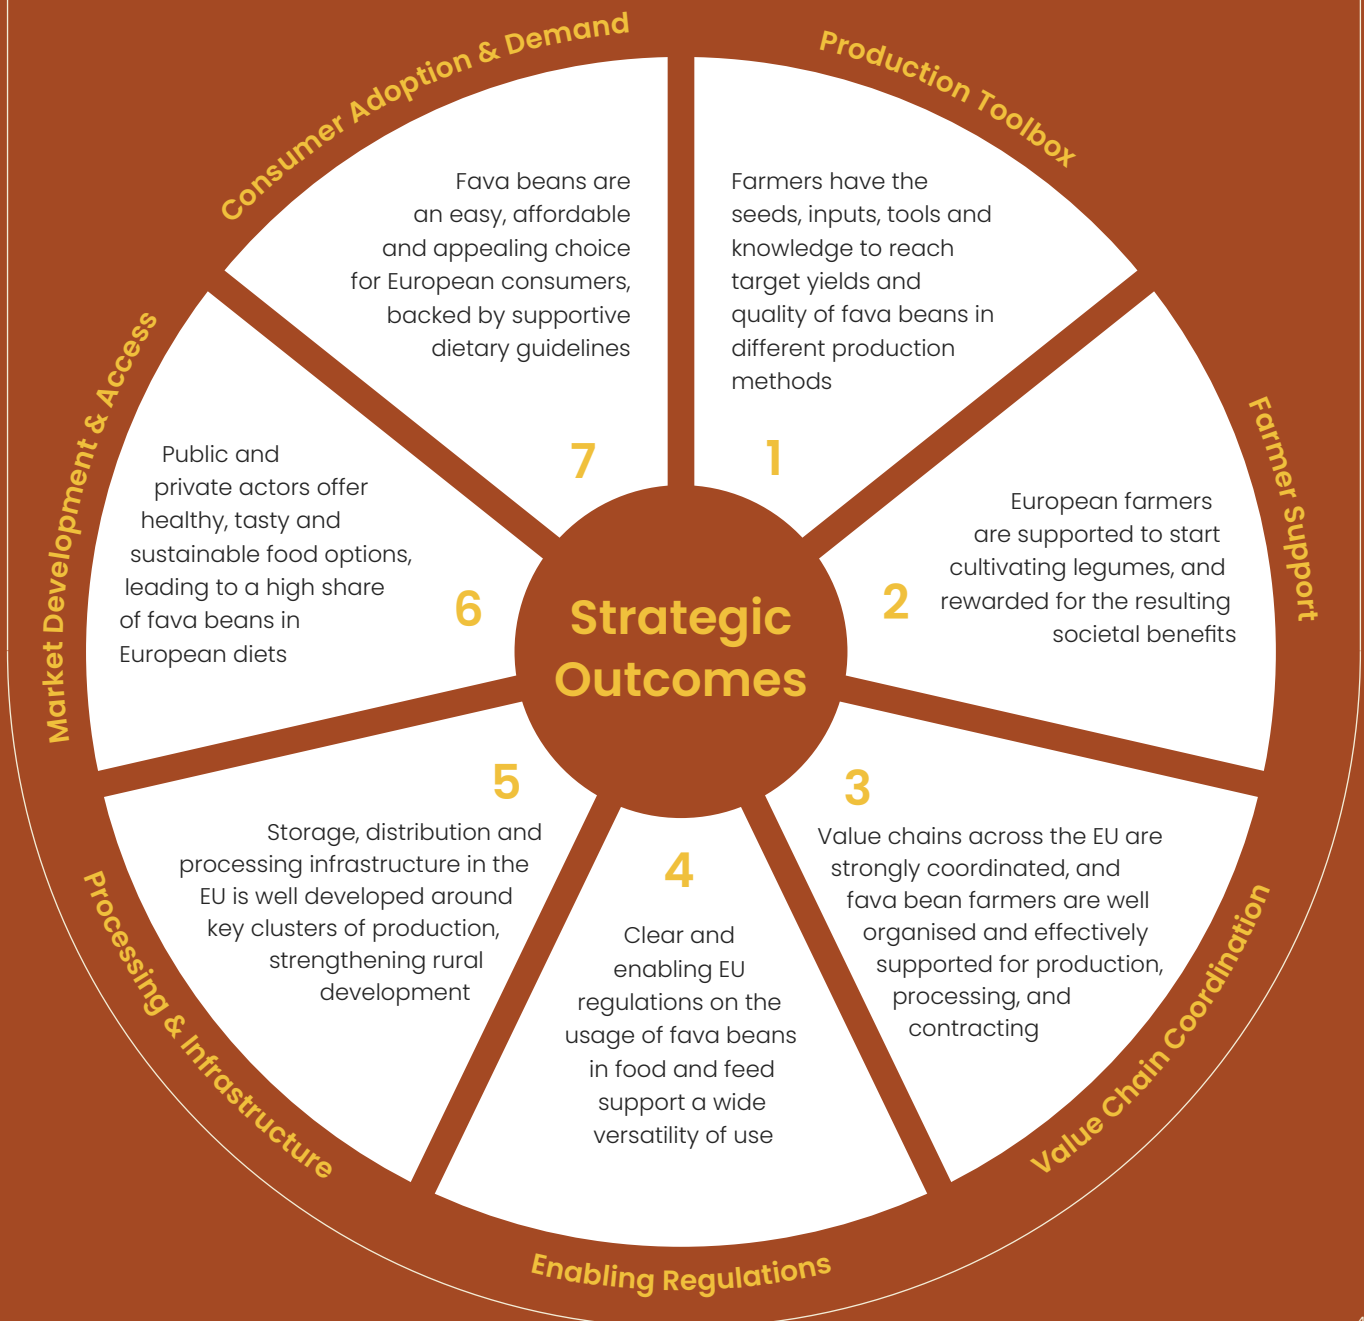 Strategic
Outcomes
Production Toolbox
Farmers have the
seeds, inputs, tools and
knowledge to reach
target yields and
quality of fava beans in
different production
methods
1
Farmer Support
European farmers
are supported to start
cultivating legumes, and
rewarded for the resulting
societal benefits
2
Value Chain Coordination
3
Value chains across the EU are
strongly coordinated, and
fava bean farmers are well
organised and effectively
supported for production,
processing, and
contracting
Enabling Regulations
4
Clear and
enabling EU
regulations on the
usage of fava beans
in food and feed
support a wide
versatility of use
Processing & Infrastructure
5
Storage, distribution and
processing infrastructure in the
EU is well developed around
key clusters of production,
strengthening rural
development
Market Development & Access
Public and
private actors offer
healthy, tasty and
sustainable food options,
leading to a high share
of fava beans in
European diets
6
Consumer Adoption & Demand
Fava beans are
an easy, affordable
and appealing choice
for European consumers,
backed by supportive
dietary guidelines
7